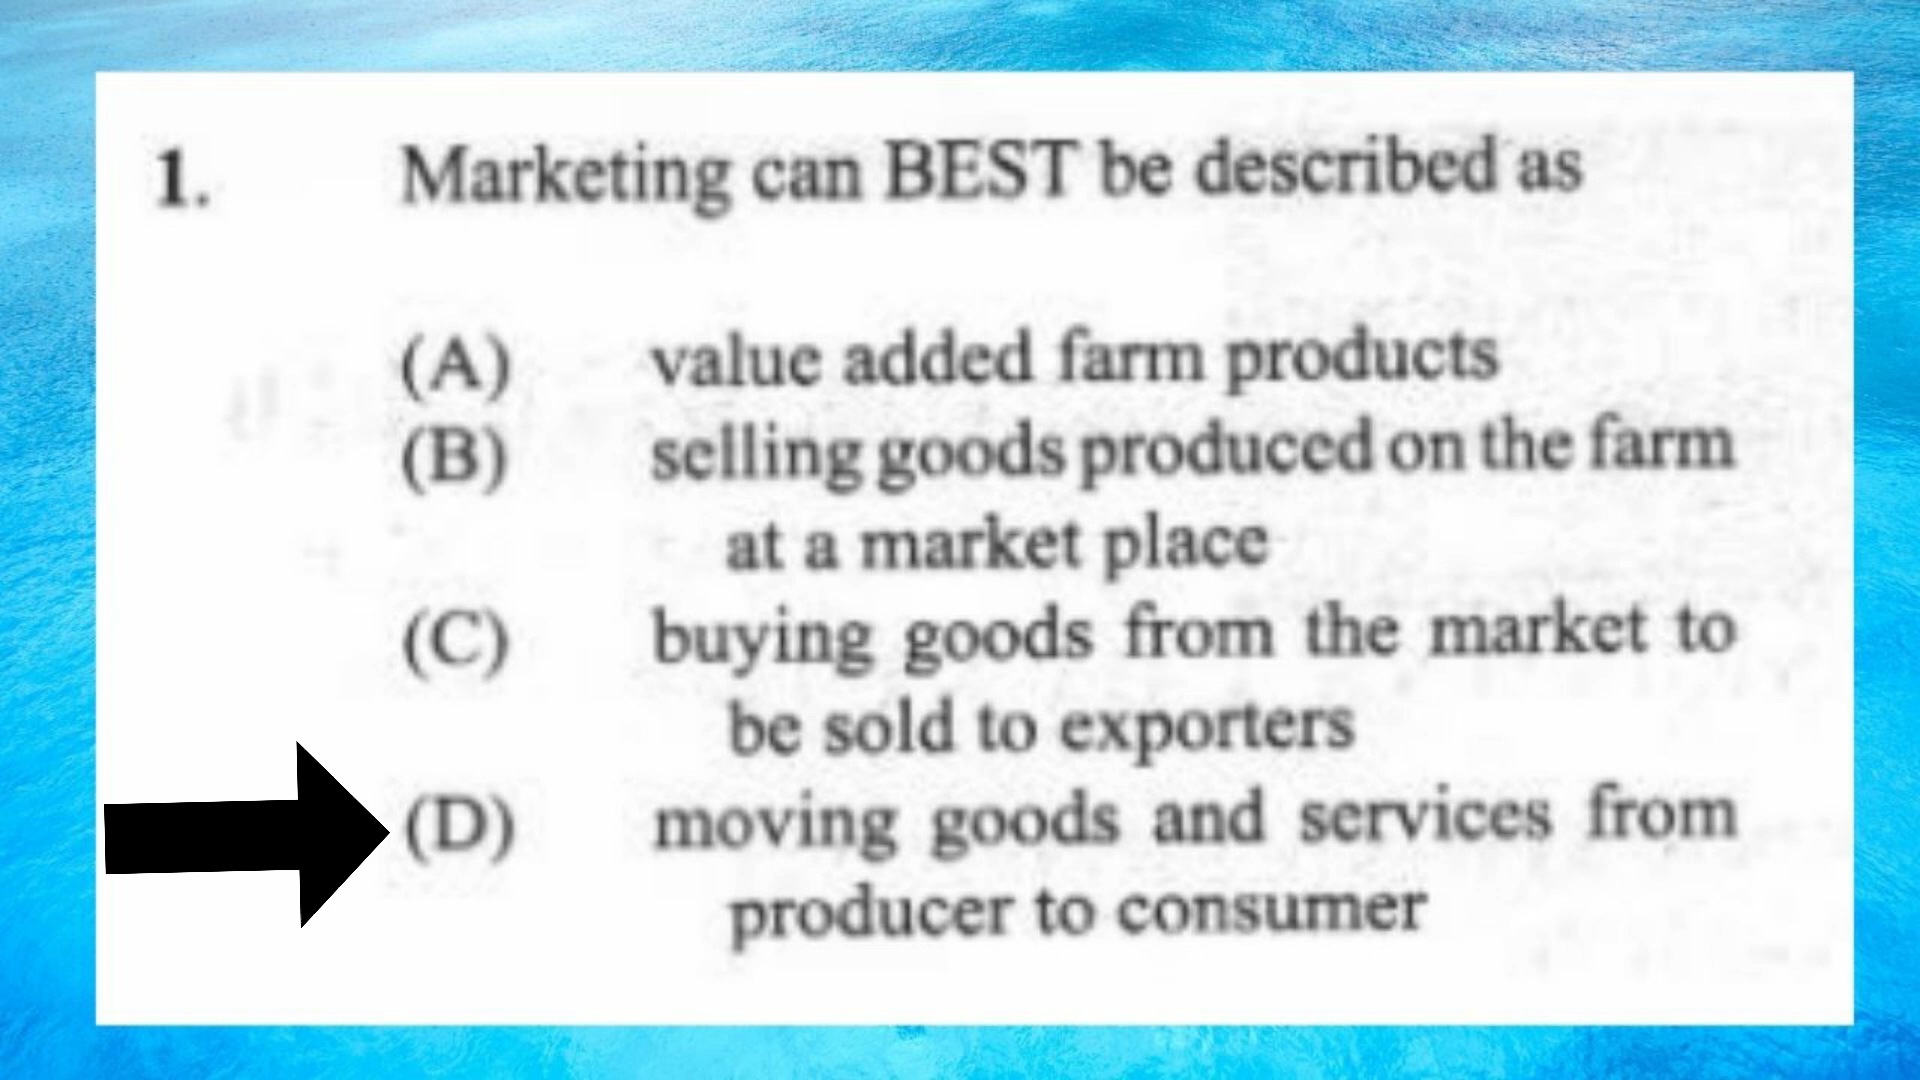 1. Marketing can BEST be described as
(A) value added farm products
(B) selling goods produced on the farm
at a market place
(C) buying goods from the market to
be sold to exporters
(D) moving goods and services from
producer to consumer